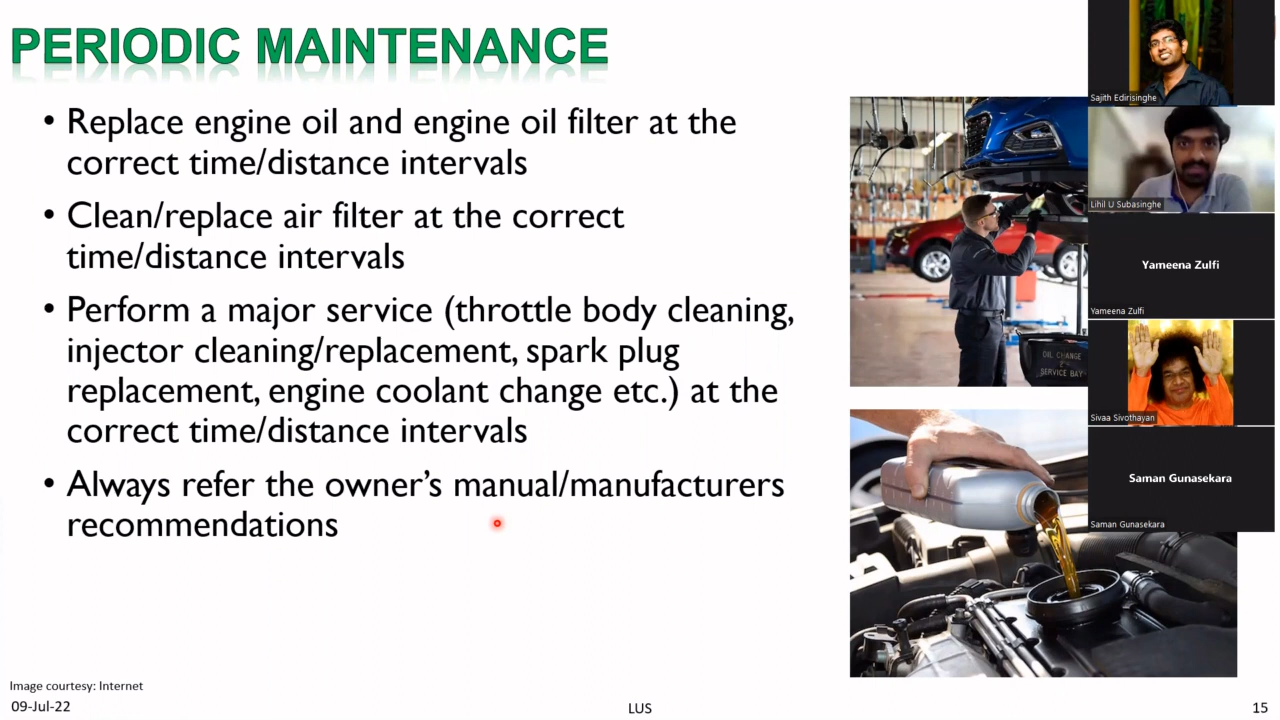 PERIODIC MAINTENANCE
• Replace engine oil and engine oil filter at the
correct time/distance intervals
• Clean/replace air filter at the correct
time/distance intervals
• Perform a major service (throttle body cleaning,
injector cleaning/replacement, spark plug
replacement, engine coolant change etc.) at the
correct time/distance intervals
• Always refer the owner's manual/manufacturers
recommendations
OIL CHANGE
&
SERVICE BAY
Sajith Edirisinghe
Lihil U Subasinghe
Yameena Zulfi
Yameena Zulfi
Sivaa Sivothayan
Saman Gunasekara
Saman Gunasekara
Image courtesy: Internet
09-Jul-22
LUS
15